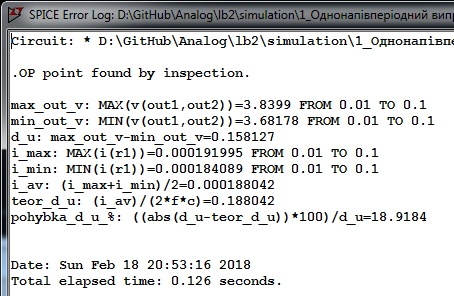 SPICE Error Log: D:\GitHub\Analog\lb2\simulation\1_Однонапівперіодний вип
Circuit: * D:\GitHub\Analog\lb2\simulation\1_Однонапівпе
.OP point found by inspection.
max_out_v: MAX(v(out1,out2))=3.8399 FROM 0.01 TO 0.1
min_out_v: MIN(v(out1,out2))=3.68178 FROM 0.01 TO 0.1
d_u: max_out_v-min_out_v=0.158127
i_max: MAX(i(r1))=0.000191995 FROM 0.01 TO 0.1
i_min: MIN(i(r1))=0.000184089 FROM 0.01 TO 0.1
i_av: (i_max+i_min)/2=0.000188042
teor_d_u: (i_av)/(2*f*c)=0.188042
pohybka_d_u_%: ((abs(d_u-teor_d_u))*100)/d_u=18.9184
Date: Sun Feb 18 20:53:16 2018
Total elapsed time: 0.126 seconds.